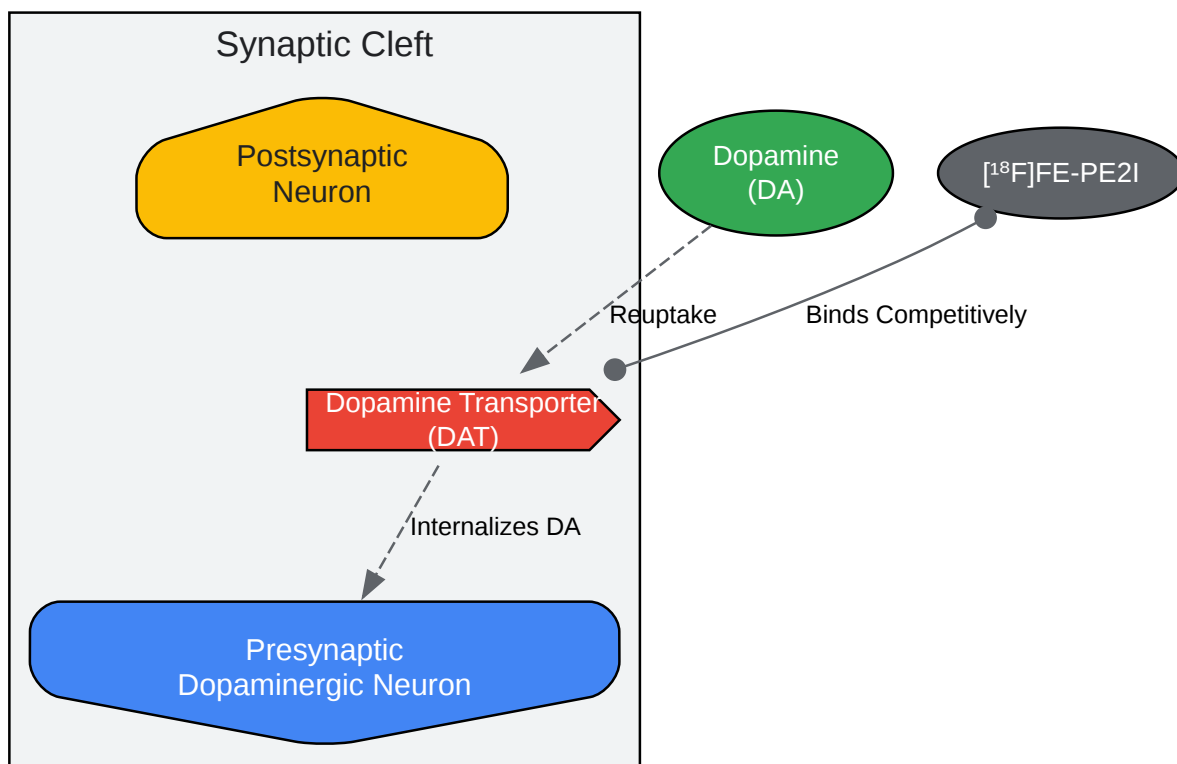 Synaptic Cleft
Postsynaptic
Neuron
Dopamine
(DA)
[¹⁸F]FE-PE2I
Reuptake
Binds Competitively
Dopamine Transporter
(DAT)
Internalizes DA
Presynaptic
Dopaminergic Neuron